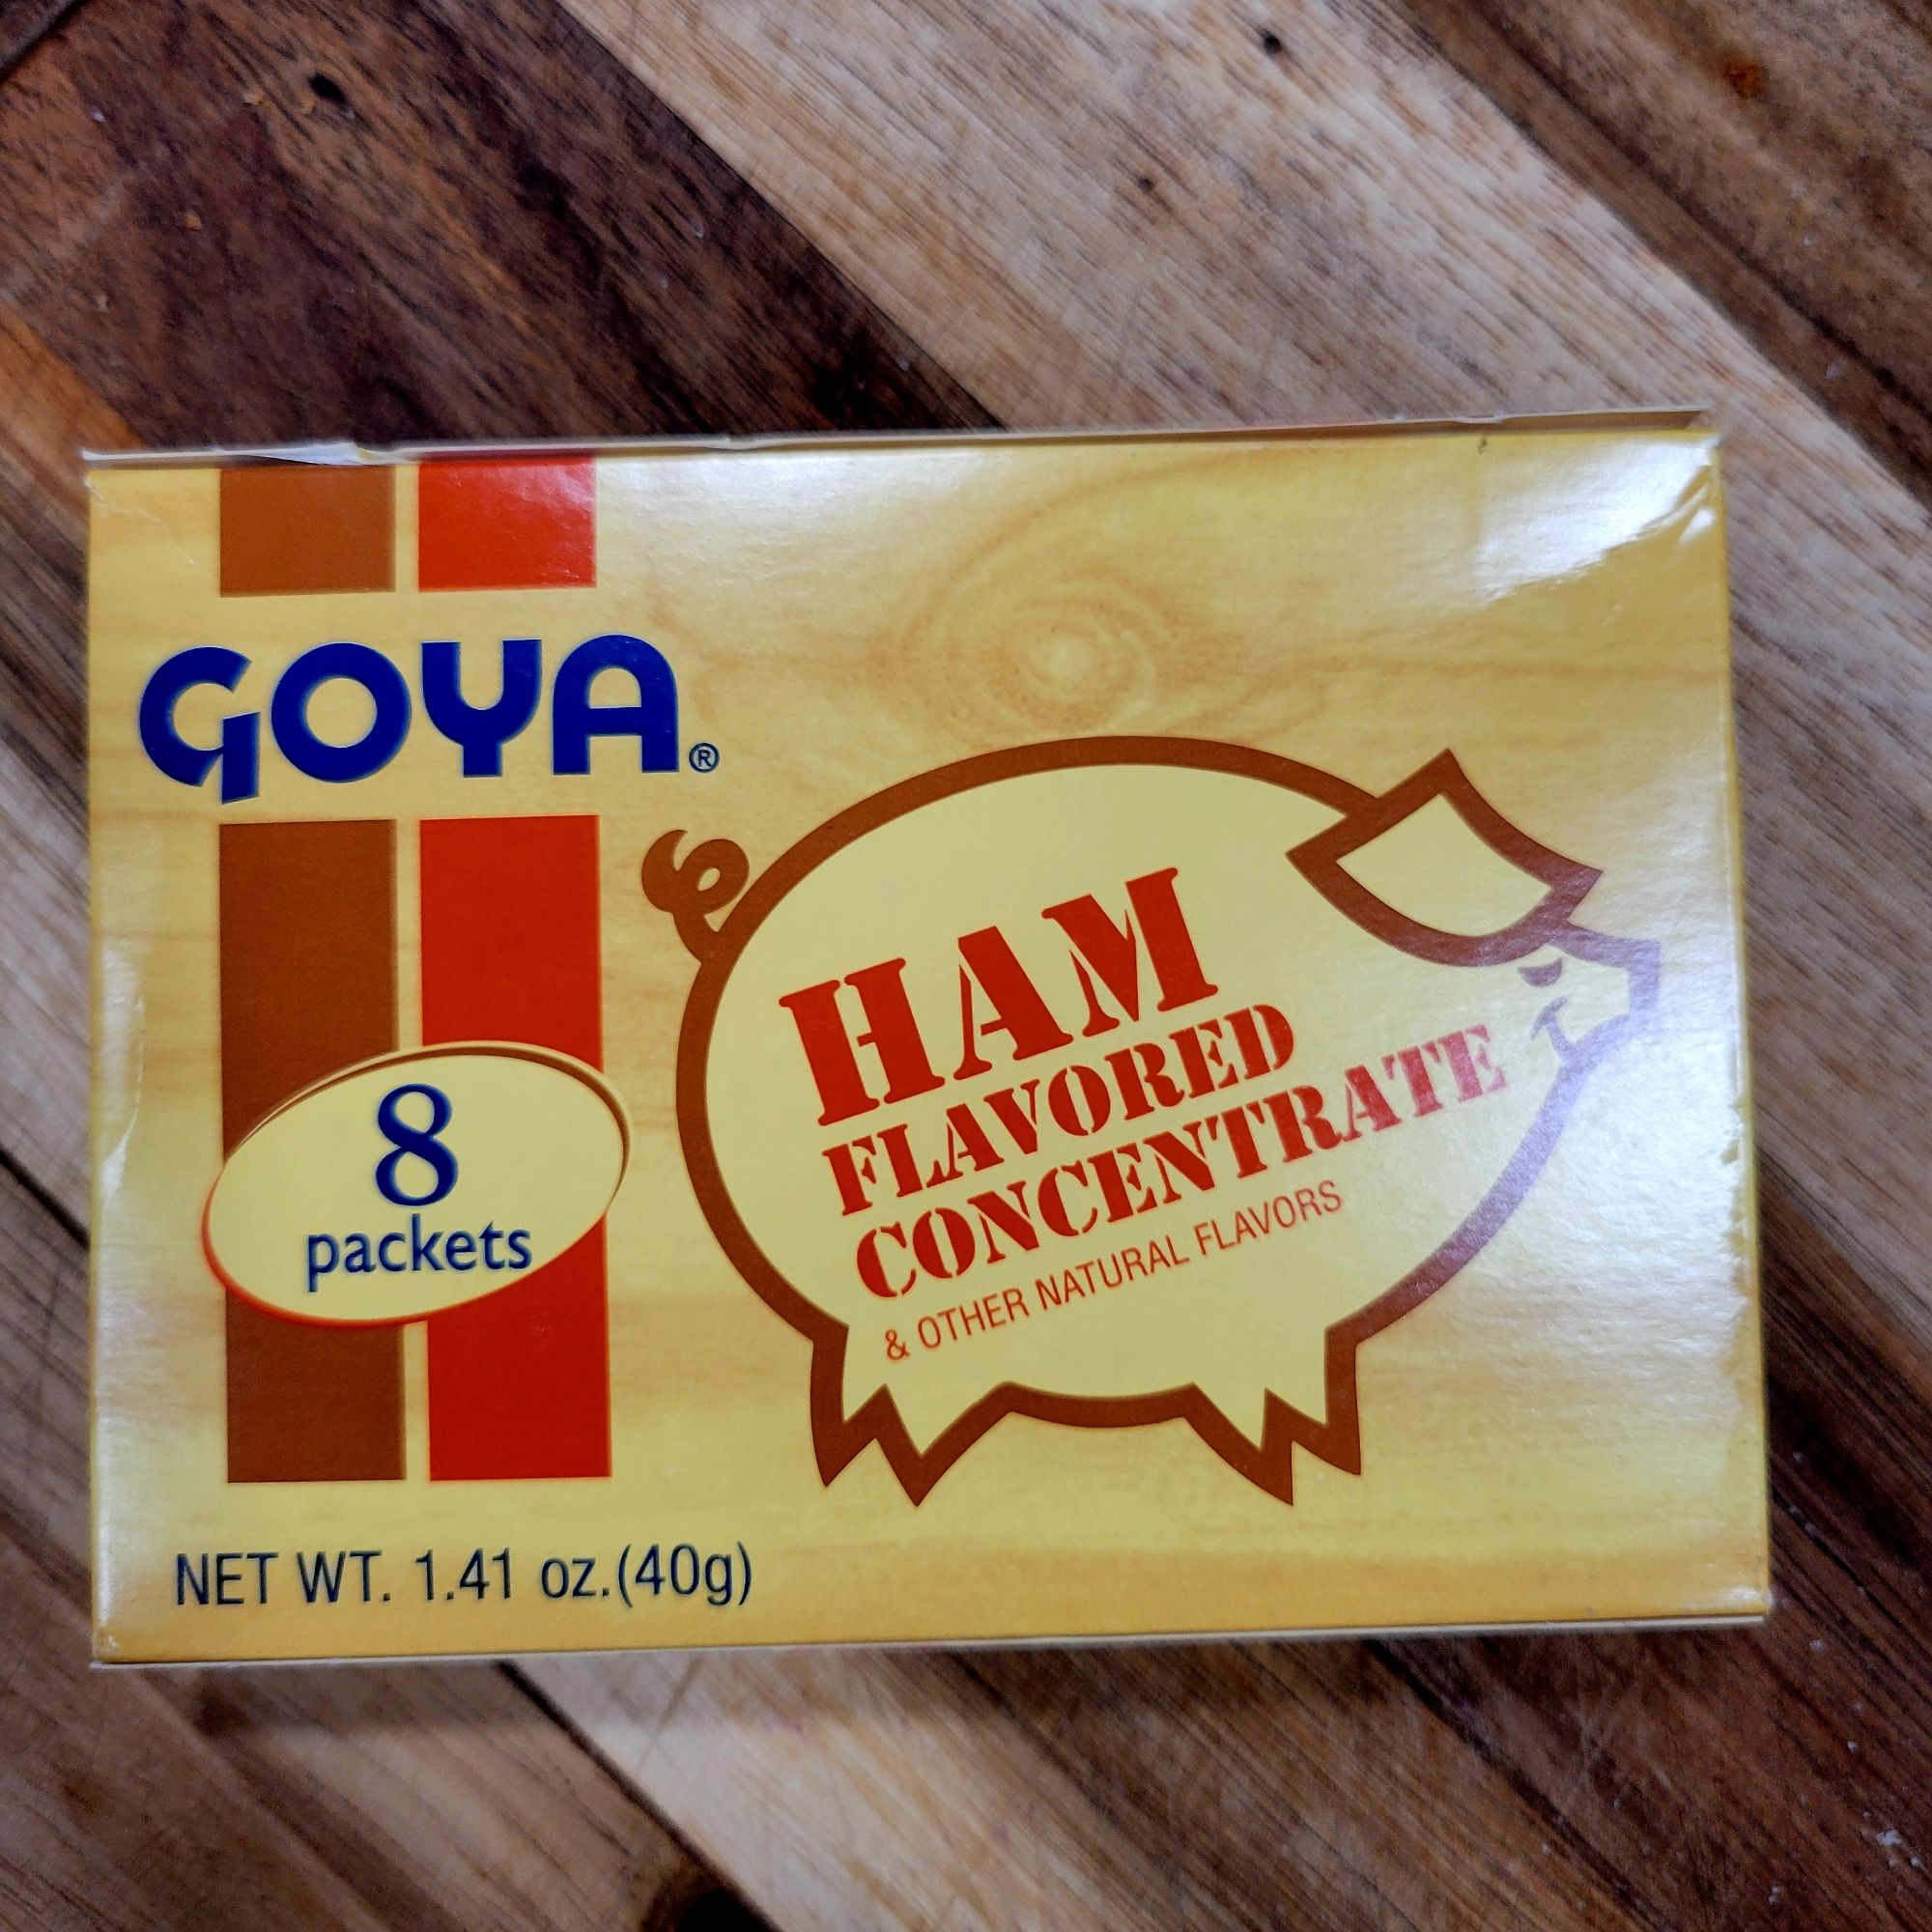 GOYA®
8
packets
HAM
FLAVORED
CONCENTRATE
& OTHER NATURAL FLAVORS
NET WT. 1.41 oz.(40g)